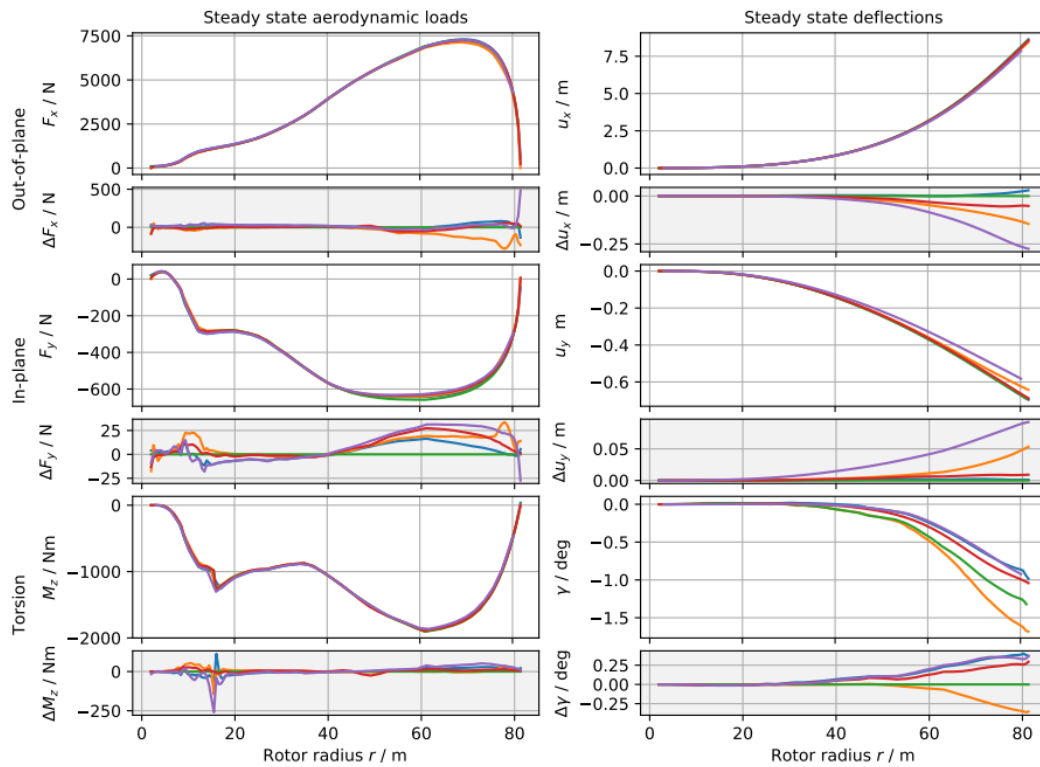 Steady state aerodynamic loads
Steady state deflections
Out-of-plane
In-plane
Torsion
F_x / N
7500
5000
2500
0
ΔF_x / N
500
0
F_y / N
0
−200
−400
−600
ΔF_y / N
25
0
−25
M_z / Nm
0
−1000
−2000
ΔM_z / Nm
0
−250
0
20
40
60
80
Rotor radius r / m
u_x / m
7.5
5.0
2.5
0.0
Δu_x / m
0.00
−0.25
u_y m
0.0
−0.2
−0.4
−0.6
Δu_y / m
0.05
0.00
γ / deg
0.0
−0.5
−1.0
−1.5
Δγ / deg
0.25
0.00
−0.25
0
20
40
60
80
Rotor radius r / m